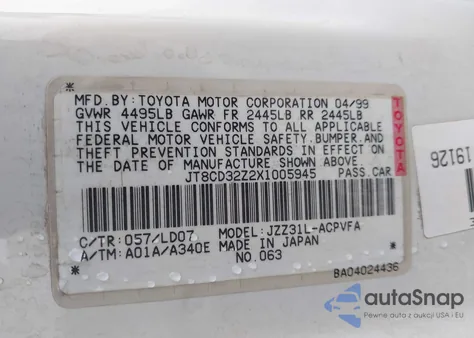 MFD.BY: TOYOTA MOTOR CORPORATION 04/99
GVWR 4495LB GAWR FR 2445LB RR 2445LB
THIS VEHICLE CONFORMS TO ALL APPLICABLE
FEDERAL MOTOR VEHICLE SAFETY.BUMPER.AND
THEFT PREVENTION STANDARDS IN EFFECT ON
THE DATE OF MANUFACTURE SHOWN ABOVE.
JT8CD32Z2X1005945 PASS.CAR
C/TR: 057/LD07 MODEL: JZZ31L-ACPVFA
A/TM: A01A/A340E MADE IN JAPAN
NO.063
BA04024436
TOYOTA
19126
autoSnap
Pewne auto z aukcji USA i EU